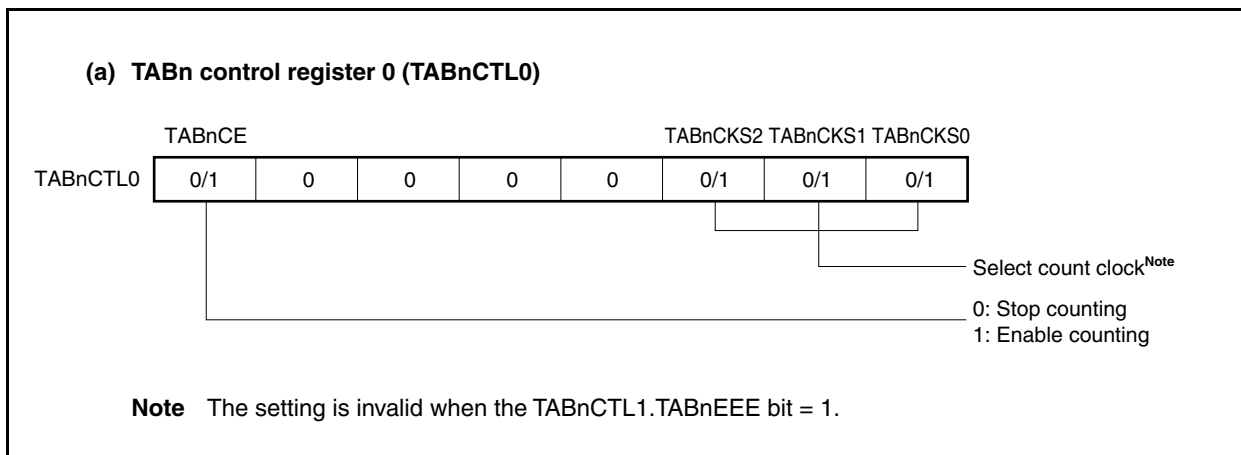 (a) TABn control register 0 (TABnCTL0)
TABnCE TABnCKS2 TABnCKS1 TABnCKS0
TABnCTL0 0/1 0 0 0 0 0/1 0/1 0/1
Select count clockNote
0: Stop counting
1: Enable counting
Note The setting is invalid when the TABnCTL1.TABnEEE bit = 1.